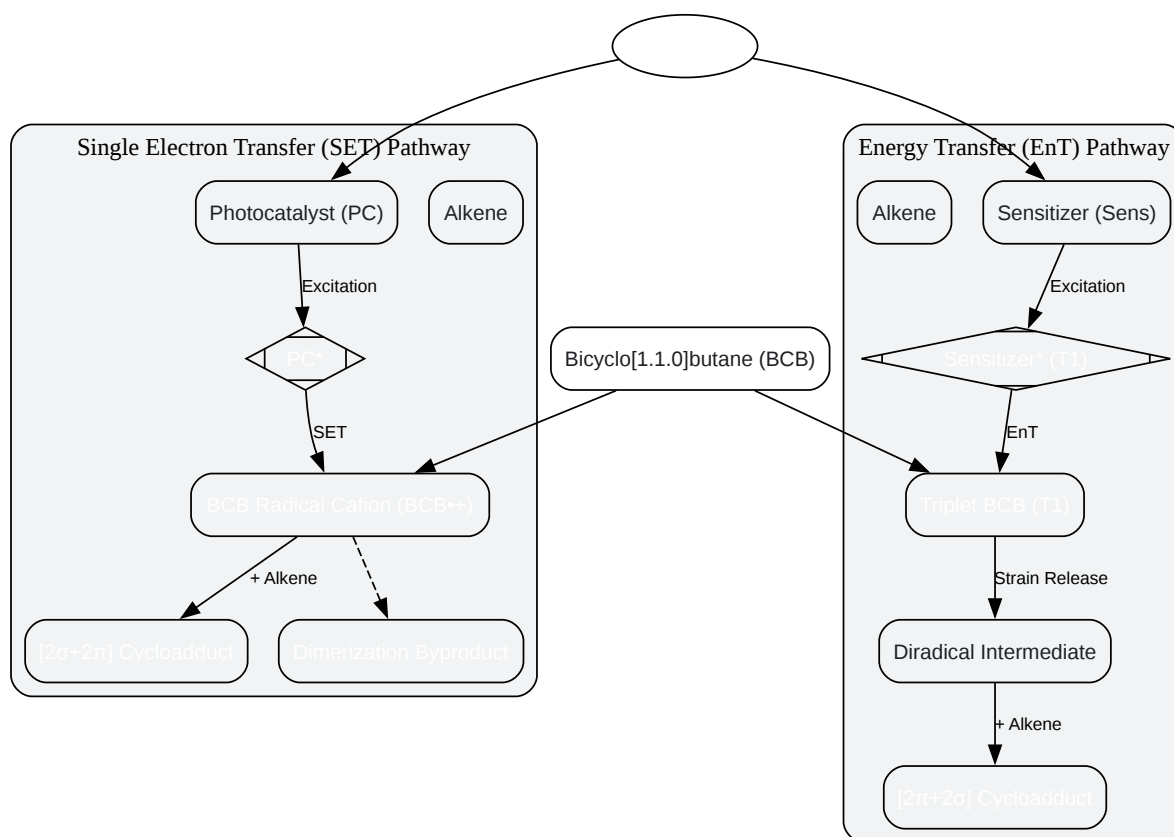 Single Electron Transfer (SET) Pathway
Energy Transfer (EnT) Pathway
Photocatalyst (PC)
Alkene
Alkene
Sensitizer (Sens)
Excitation
Excitation
PC*
Bicyclo[1.1.0]butane (BCB)
Sensitizer* (T1)
SET
EnT
BCB Radical Cation (BCB•+)
Triplet BCB (T1)
+ Alkene
Strain Release
[2σ+2π] Cycloadduct
Dimerization Byproduct
Diradical Intermediate
+ Alkene
[2π+2σ] Cycloadduct